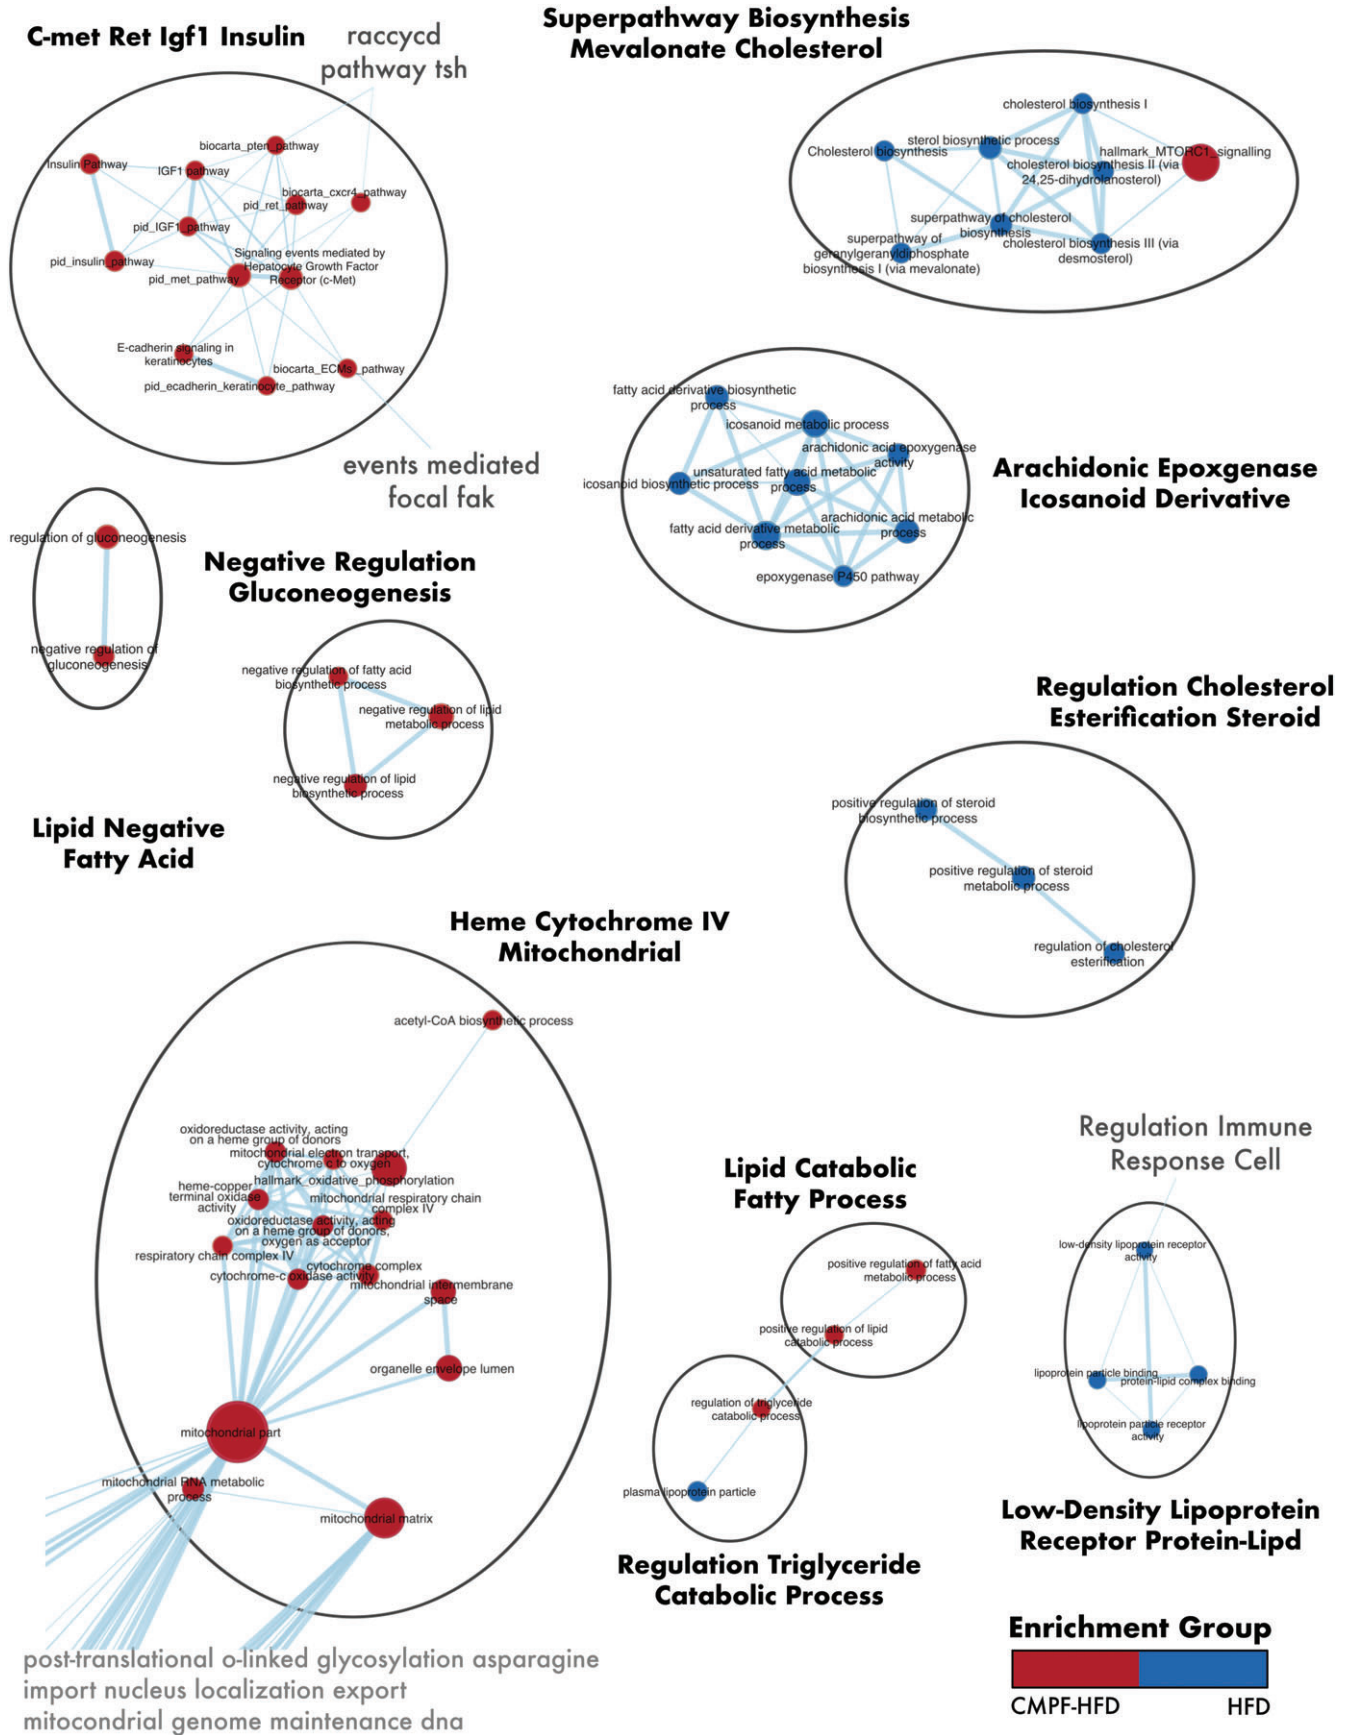 C-met Ret Igf1 Insulin
raccycd
pathway tsh
biocarta_pten_pathway
Insulin Pathway
IGF1 pathway
biocarta_cxcr4_pathway
pid_ret_pathway
pid_IGF1_pathway
pid_insulin_pathway
Signaling events mediated by
Hepatocyte Growth Factor
Receptor (c-Met)
pid_met_pathway
E-cadherin signaling in
keratinocytes
biocarta_ECMs_pathway
pid_ecadherin_keratinocyte_pathway
events mediated
focal fak
Superpathway Biosynthesis
Mevalonate Cholesterol
cholesterol biosynthesis I
sterol biosynthetic process
Cholesterol biosynthesis
hallmark_MTORC1_signalling
cholesterol biosynthesis II (via
24,25-dihydrolanosterol)
superpathway of cholesterol
biosynthesis
superpathway of
geranylgeranyldiphosphate
biosynthesis I (via mevalonate)
cholesterol biosynthesis III (via
desmosterol)
fatty acid derivative biosynthetic
process
icosanoid metabolic process
arachidonic acid epoxygenase
activity
unsaturated fatty acid metabolic
process
icosanoid biosynthetic process
arachidonic acid metabolic
process
fatty acid derivative metabolic
process
epoxygenase P450 pathway
Arachidonic Epoxgenase
Icosanoid Derivative
regulation of gluconeogenesis
negative regulation of
gluconeogenesis
Negative Regulation
Gluconeogenesis
negative regulation of fatty acid
biosynthetic process
negative regulation of lipid
metabolic process
negative regulation of lipid
biosynthetic process
Lipid Negative
Fatty Acid
Regulation Cholesterol
Esterification Steroid
positive regulation of steroid
biosynthetic process
positive regulation of steroid
metabolic process
regulation of cholesterol
esterification
Heme Cytochrome IV
Mitochondrial
acetyl-CoA biosynthetic process
oxidoreductase activity, acting
on a heme group of donors
mitochondrial electron transport,
cytochrome c to oxygen
hallmark_oxidative_phosphorylation
heme-copper
terminal oxidase
activity
mitochondrial respiratory chain
complex IV
oxidoreductase activity, acting
on a heme group of donors,
oxygen as acceptor
respiratory chain complex IV
cytochrome complex
cytochrome-c oxidase activity
mitochondrial intermembrane
space
organelle envelope lumen
mitochondrial part
mitochondrial RNA metabolic
process
mitochondrial matrix
post-translational o-linked glycosylation asparagine
import nucleus localization export
mitocondrial genome maintenance dna
Lipid Catabolic
Fatty Process
positive regulation of fatty acid
metabolic process
positive regulation of lipid
catabolic process
regulation of triglyceride
catabolic process
plasma lipoprotein particle
Regulation Triglyceride
Catabolic Process
Regulation Immune
Response Cell
low-density lipoprotein receptor
activity
lipoprotein particle binding
protein-lipid complex binding
lipoprotein particle receptor
activity
Low-Density Lipoprotein
Receptor Protein-Lipd
Enrichment Group
CMPF-HFD
HFD